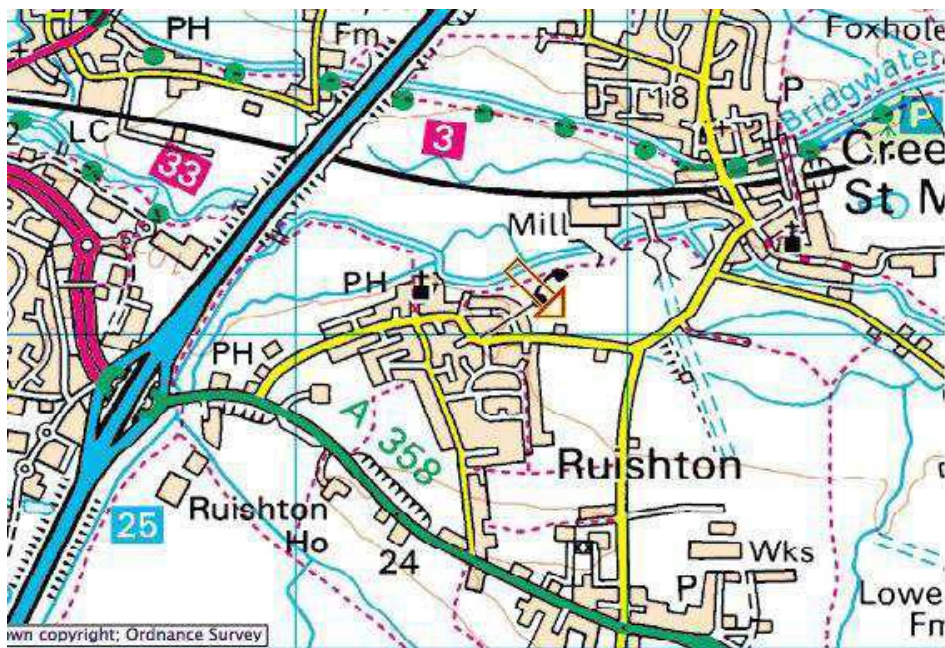 PH
Fm
Foxhole
LC
33
3
18
P
Bridgwater
P
Cree
St M
Mill
PH
PH
A 358
Ruishton
25
Ruishton
Ho
24
Wks
P
Lowe
Fm
wn copyright; Ordnance Survey